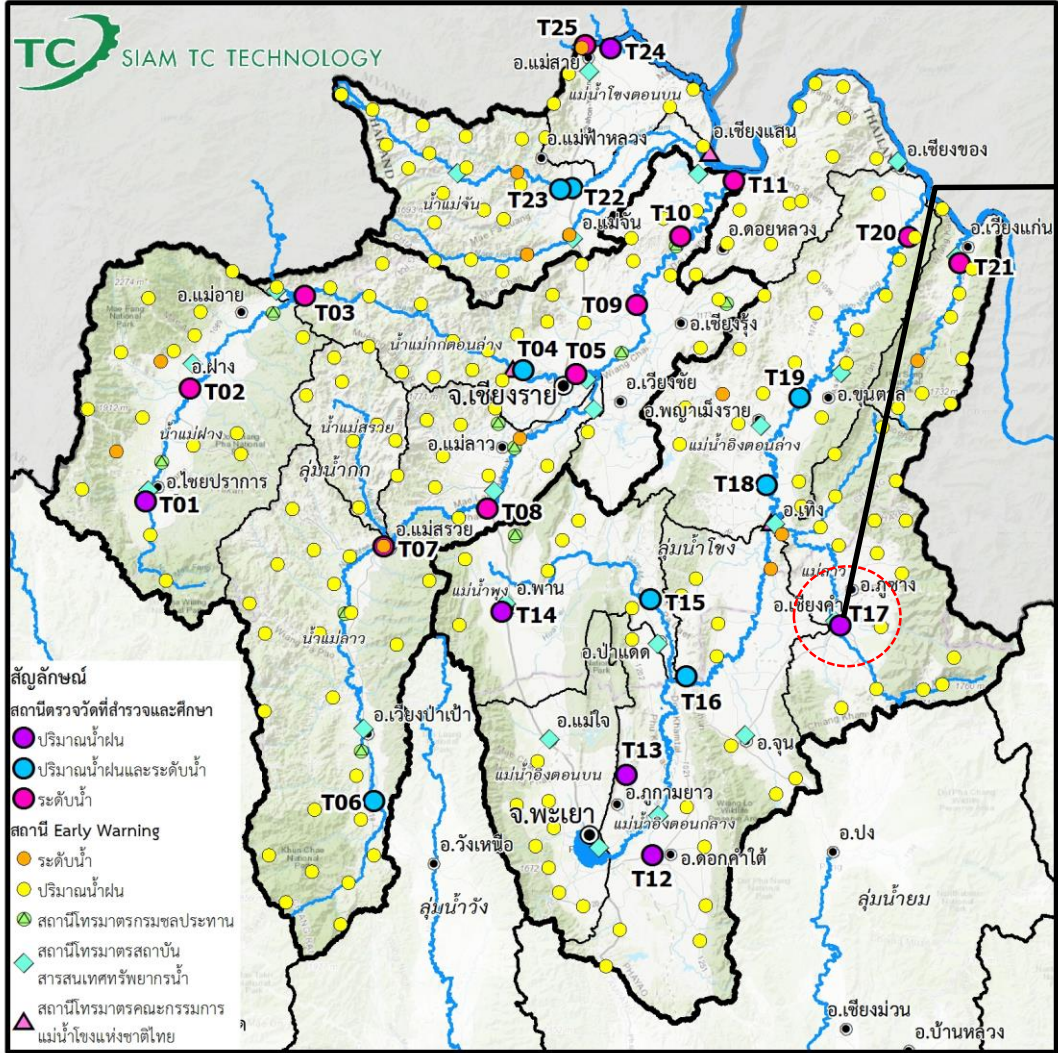 TC SIAM TC TECHNOLOGY
T25
T24
อ.แม่สาย
แม่น้ำโขงตอนบน
MYANMAR
THAILAND
THAILAND
อ.แม่ฟ้าหลวง
อ.เชียงแสน
อ.เชียงของ
T23
T22
น้ำแม่จัน
อ.แม่จัน
T11
T10
อ.ดอยหลวง
T20
อ.เวียงแก่น
T21
2274 m
Mae Fang National Park
อ.แม่อาย
T03
T09
อ.เชียงรุ้ง
น้ำแม่กกตอนล่าง
T04
T05
อ.ฝาง
T02
จ.เชียงราย
อ.เวียงชัย
T19
อ.ขุนตาล
1732 m
น้ำแม่ฝาง
น้ำแม่สรวย
อ.พญาเม็งราย
แม่น้ำอิงตอนล่าง
อ.แม่ลาว
ลุ่มน้ำกก
อ.ไชยปราการ
T01
T18
T08
อ.เทิง
อ.แม่สรวย
T07
ลุ่มน้ำโขง
แม่ลาว
อ.ภูซาง
แม่น้ำพุง
อ.พาน
T14
T15
อ.เชียงคำ
T17
น้ำแม่ลาว
อ.ป่าแดด
T16
สัญลักษณ์
สถานีตรวจวัดที่สำรวจและศึกษา
ปริมาณน้ำฝน
ปริมาณน้ำฝนและระดับน้ำ
ระดับน้ำ
สถานี Early Warning
ระดับน้ำ
ปริมาณน้ำฝน
สถานีโทรมาตรกรมชลประทาน
สถานีโทรมาตรสถาบัน
สารสนเทศทรัพยากรน้ำ
สถานีโทรมาตรคณะกรรมการ
แม่น้ำโขงแห่งชาติไทย
อ.เวียงป่าเป้า
อ.แม่ใจ
อ.จุน
แม่น้ำอิงตอนบน
T13
T06
อ.ภูกามยาว
จ.พะเยา
แม่น้ำอิงตอนกลาง
อ.วังเหนือ
T12
อ.ดอกคำใต้
อ.ปง
ลุ่มน้ำวัง
ลุ่มน้ำยม
อ.เชียงม่วน
อ.บ้านหลวง